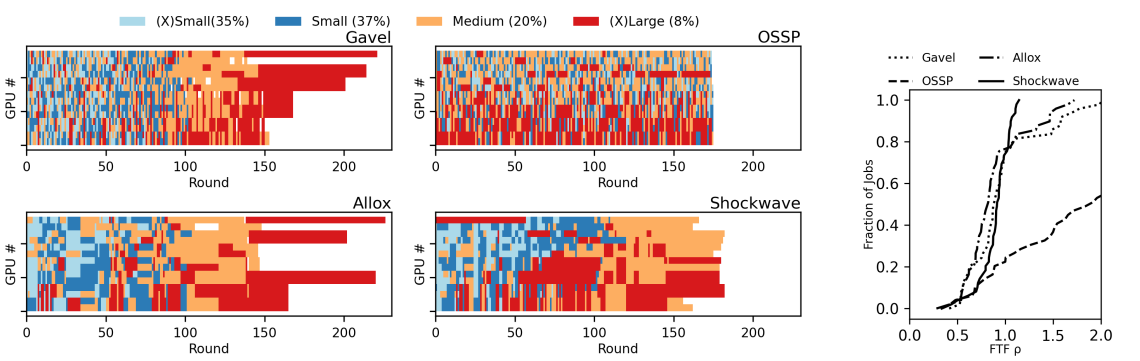 (X)Small(35%) Small (37%) Medium (20%) (X)Large (8%)
Gavel
GPU #
0 50 100 150 200
Round
OSSP
GPU #
0 50 100 150 200
Round
Allox
GPU #
0 50 100 150 200
Round
Shockwave
GPU #
0 50 100 150 200
Round
Gavel Allox
OSSP Shockwave
1.0
0.8
0.6
0.4
0.2
0.0
Fraction of Jobs
0.0 0.5 1.0 1.5 2.0
FTF ρ